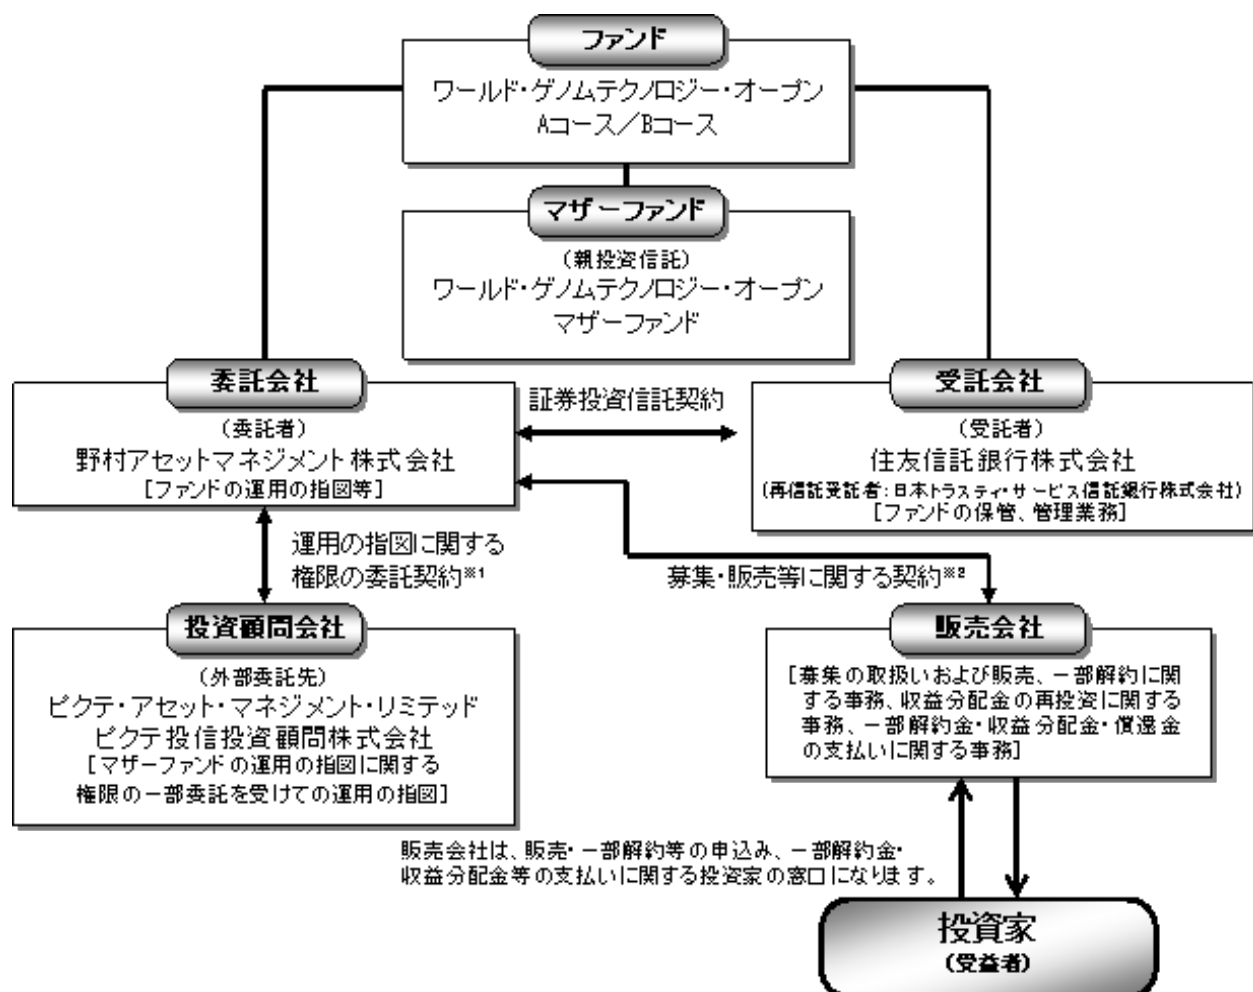 ファンド
ワールド・ゲノムテクノロジー・オープン
Aコース／Bコース
マザーファンド
(親投資信託)
ワールド・ゲノムテクノロジー・オープン
マザーファンド
委託会社
(委託者)
野村アセットマネジメント株式会社
[ファンドの運用の指図等]
証券投資信託契約
受託会社
(受託者)
住友信託銀行株式会社
(再信託受託者:日本トラスティ・サービス信託銀行株式会社)
[ファンドの保管、管理業務]
運用の指図に関する
権限の委託契約※1
募集・販売等に関する契約※2
投資顧問会社
(外部委託先)
ピクテ・アセット・マネジメント・リミテッド
ピクテ投信投資顧問株式会社
[マザーファンドの運用の指図に関する
権限の一部委託を受けての運用の指図]
販売会社
[募集の取扱いおよび販売、一部解約に関
する事務、収益分配金の再投資に関する
事務、一部解約金・収益分配金・償還金
の支払いに関する事務]
販売会社は、販売・一部解約等の申込み、一部解約金・
収益分配金等の支払いに関する投資家の窓口になります。
投資家
(受益者)